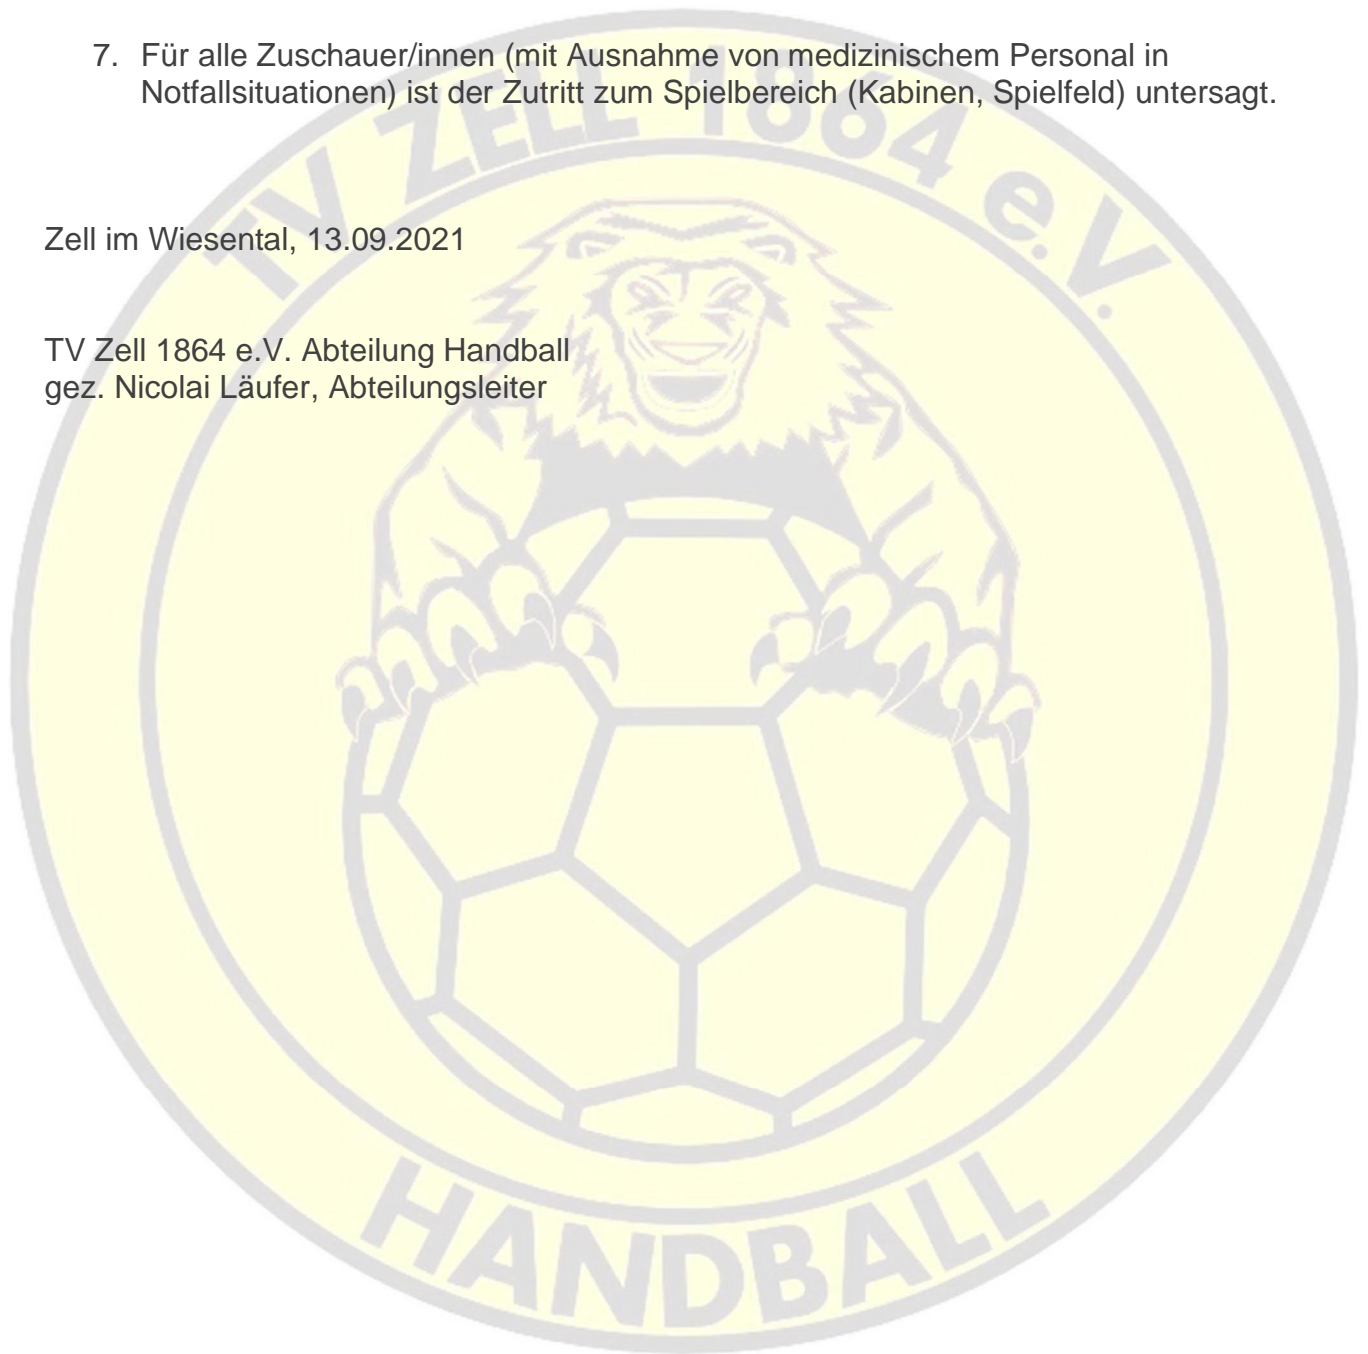 7. Für alle Zuschauer/innen (mit Ausnahme von medizinischem Personal in
Notfallsituationen) ist der Zutritt zum Spielbereich (Kabinen, Spielfeld) untersagt.
TV ZELL 1864 e.V.
Zell im Wiesental, 13.09.2021
TV Zell 1864 e.V. Abteilung Handball
gez. Nicolai Läufer, Abteilungsleiter
HANDBALL